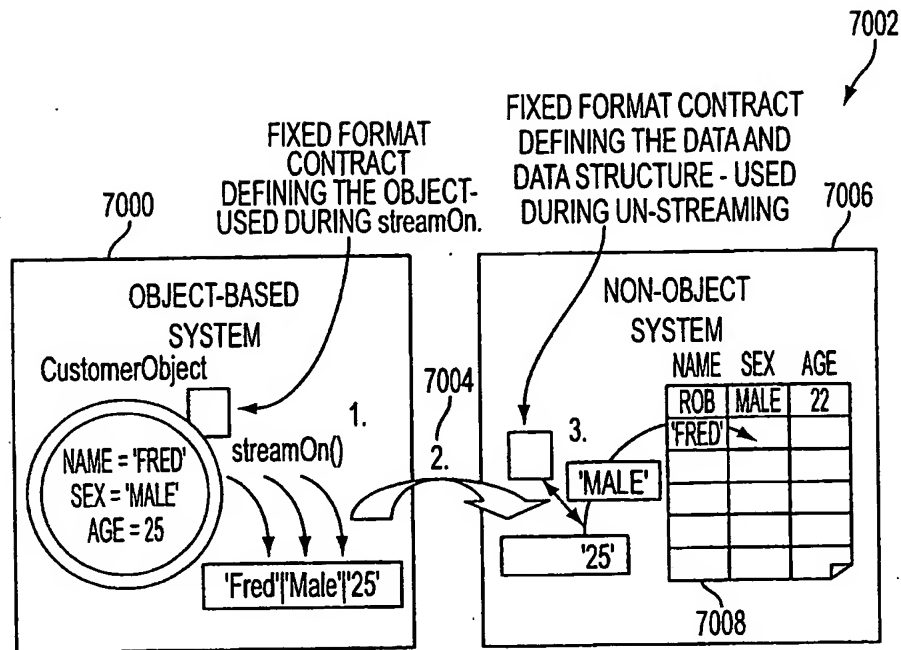 7002
FIXED FORMAT
CONTRACT
DEFINING THE OBJECT-
USED DURING streamOn.
FIXED FORMAT CONTRACT
DEFINING THE DATA AND
DATA STRUCTURE - USED
DURING UN-STREAMING
7000
7006
OBJECT-BASED
SYSTEM
CustomerObject
NAME = 'FRED'
SEX = 'MALE'
AGE = 25
1.
streamOn()
'Fred'|'Male'|'25'
7004
2.
NON-OBJECT
SYSTEM
3.
'MALE'
'25'
NAME SEX AGE
ROB MALE 22
'FRED'
7008